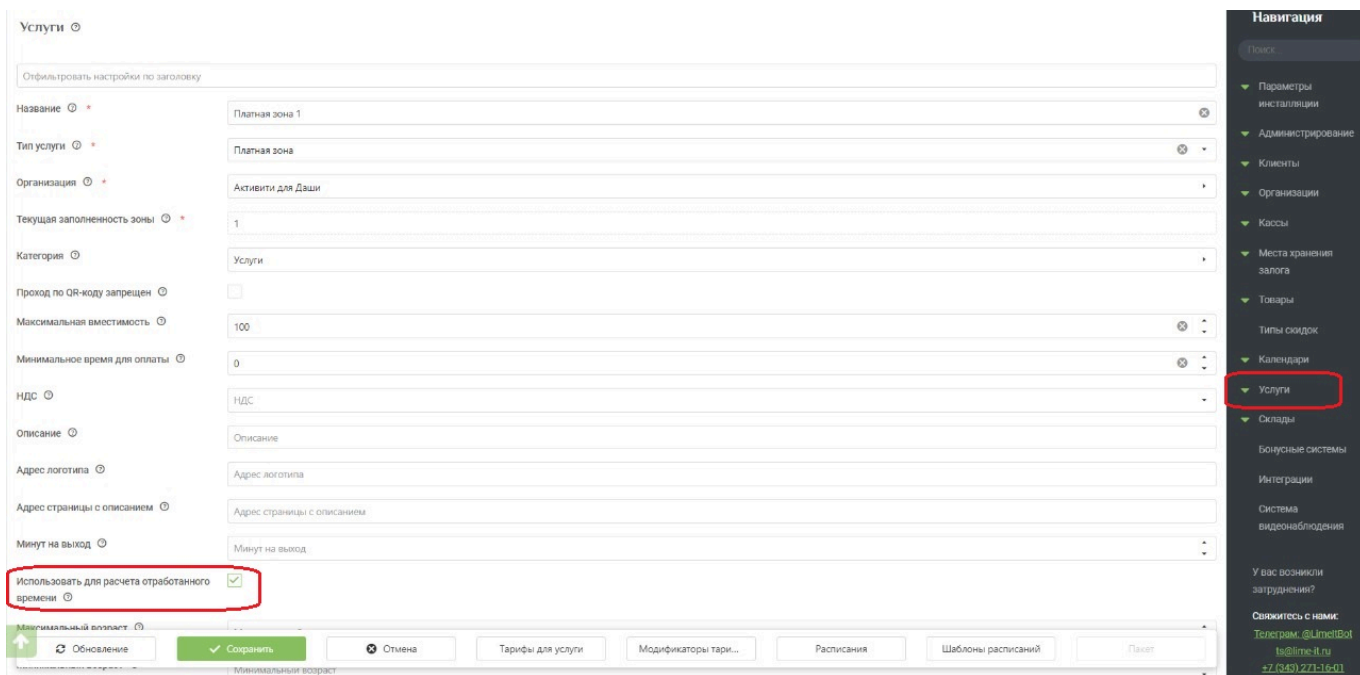 Услуги
Отфильтровать настройки по заголовку
Название *
Платная зона 1
Тип услуги *
Платная зона
Организация *
Активити для Даши
Текущая заполненность зоны *
1
Категория
Услуги
Проход по QR-коду запрещен
Максимальная вместимость
100
Минимальное время для оплаты
0
НДС
НДС
Описание
Описание
Адрес логотипа
Адрес логотипа
Адрес страницы с описанием
Адрес страницы с описанием
Минут на выход
Минут на выход
Использовать для расчета отработанного
времени
Максимальный возраст
Обновление
Сохранить
Отмена
Тарифы для услуги
Модификаторы тари...
Расписания
Шаблоны расписаний
Пакет
Минимальный возраст
Навигация
Поиск...
Параметры
инсталляции
Администрирование
Клиенты
Организации
Кассы
Места хранения
залога
Товары
Типы скидок
Календари
Услуги
Склады
Бонусные системы
Интеграции
Система
видеонаблюдения
У вас возникли
затруднения?
Свяжитесь с нами:
Телеграм: @LimeItBot
ts@lime-it.ru
+7 (343) 271-16-01